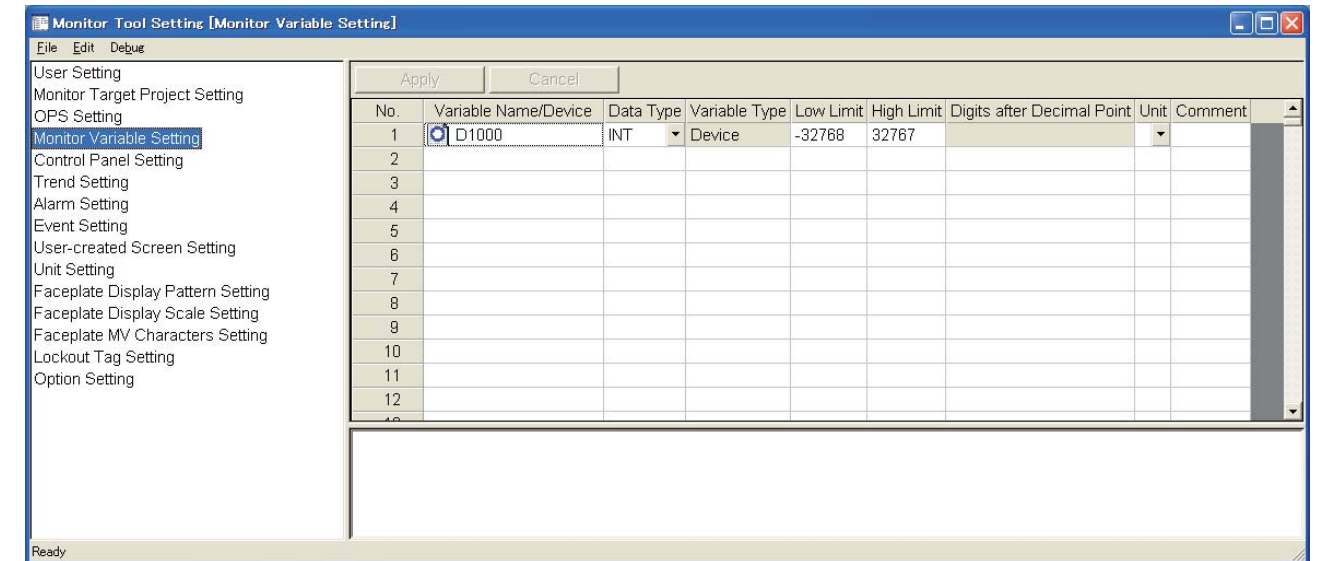 Monitor Tool Setting [Monitor Variable Setting]
File Edit Debug
User Setting
Monitor Target Project Setting
OPS Setting
Monitor Variable Setting
Control Panel Setting
Trend Setting
Alarm Setting
Event Setting
User-created Screen Setting
Unit Setting
Faceplate Display Pattern Setting
Faceplate Display Scale Setting
Faceplate MV Characters Setting
Lockout Tag Setting
Option Setting
Apply Cancel
No. Variable Name/Device Data Type Variable Type Low Limit High Limit Digits after Decimal Point Unit Comment
1 D1000 INT Device -32768 32767
2
3
4
5
6
7
8
9
10
11
12
Ready